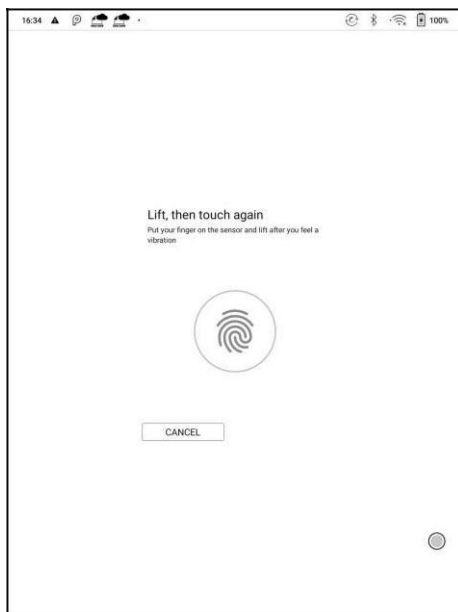 16:34
100%
Lift, then touch again
Put your finger on the sensor and lift after you feel a
vibration
CANCEL